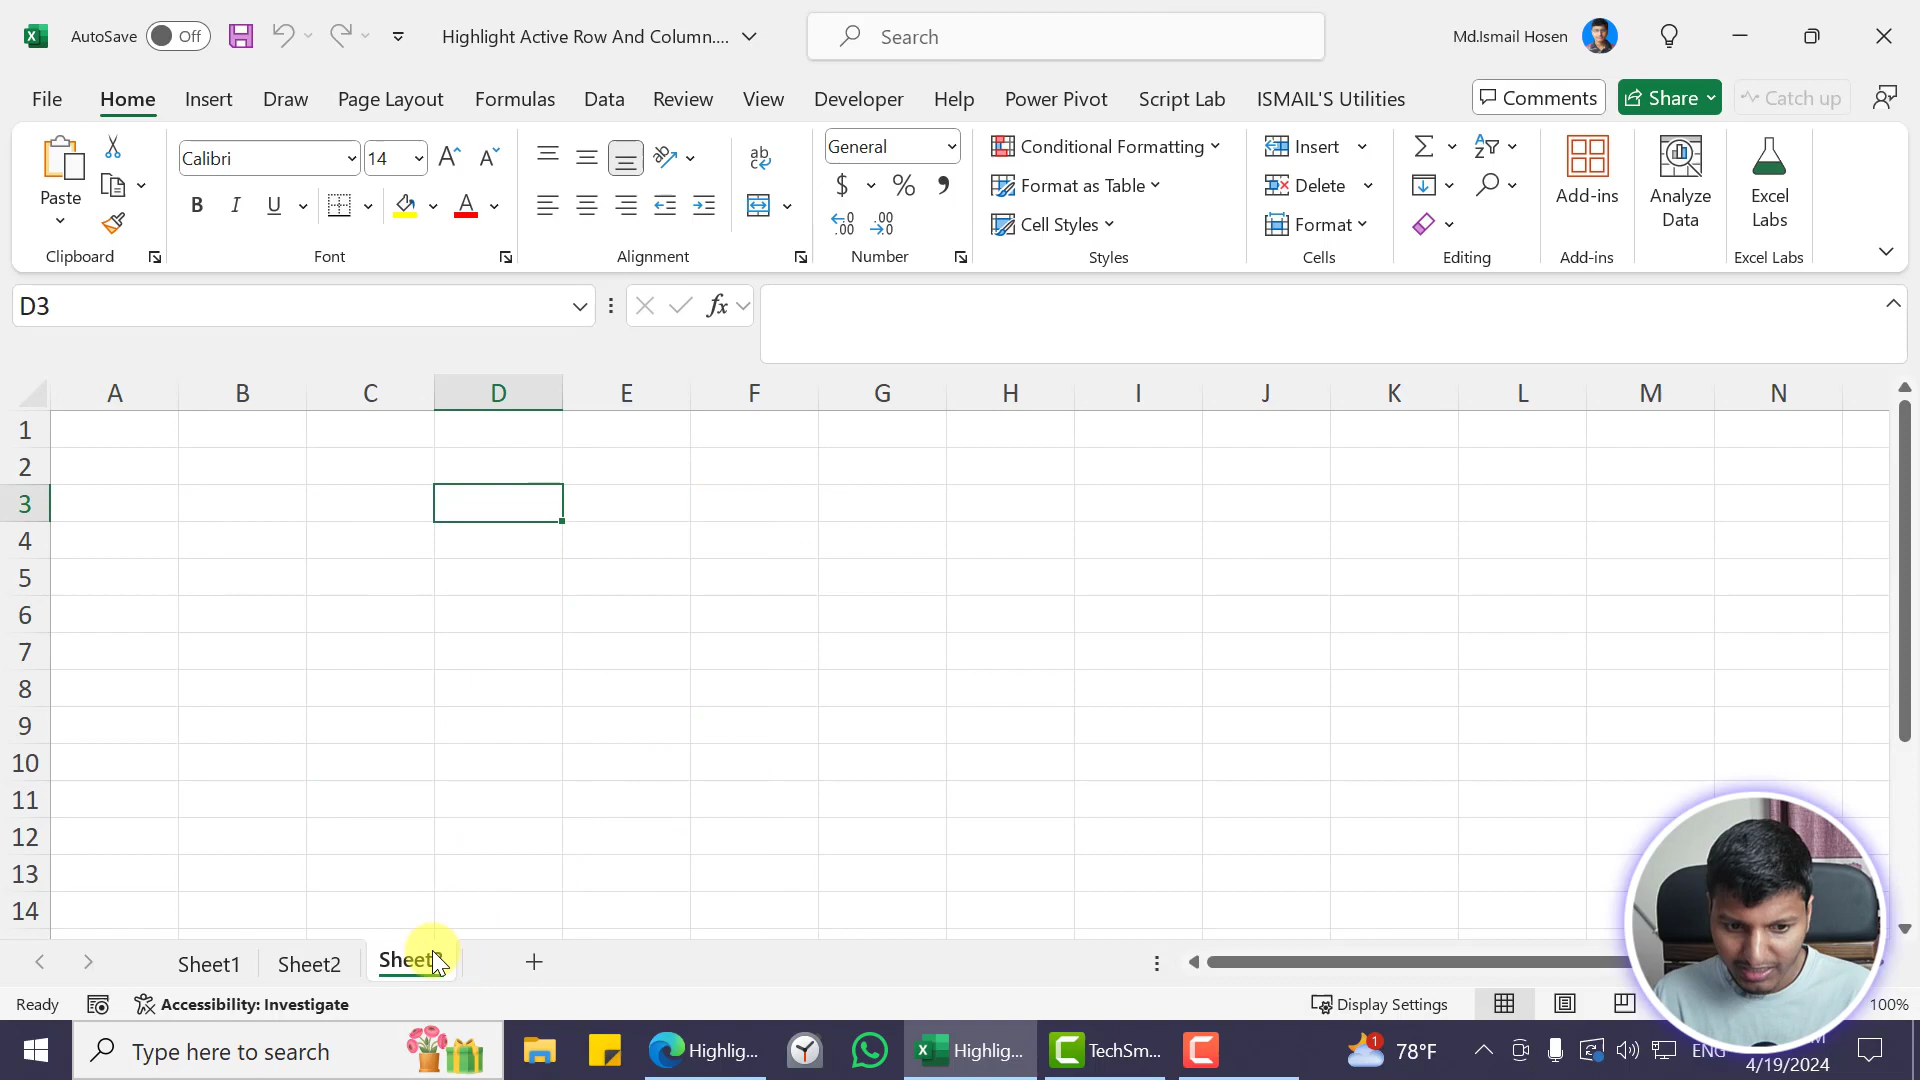 AutoSave Off Highlight Active Row And Column.... Search Md.Ismail Hosen
File Home Insert Draw Page Layout Formulas Data Review View Developer Help Power Pivot Script Lab ISMAIL'S Utilities Comments Share Catch up
Paste
Clipboard
Calibri 14
B I U A
Font
ab
Alignment
General
$ % ,
Number
Conditional Formatting
Format as Table
Cell Styles
Styles
Insert
Delete
Format
Cells
Editing
Add-ins
Add-ins
Analyze
Data
Excel
Labs
Excel Labs
D3 fx
A B C D E F G H I J K L M N
1
2
3
4
5
6
7
8
9
10
11
12
13
14
Sheet1 Sheet2 Sheet
Ready Accessibility: Investigate Display Settings 100%
Type here to search Highlig... Highlig... TechSm... 1 78°F ENG
4/19/2024